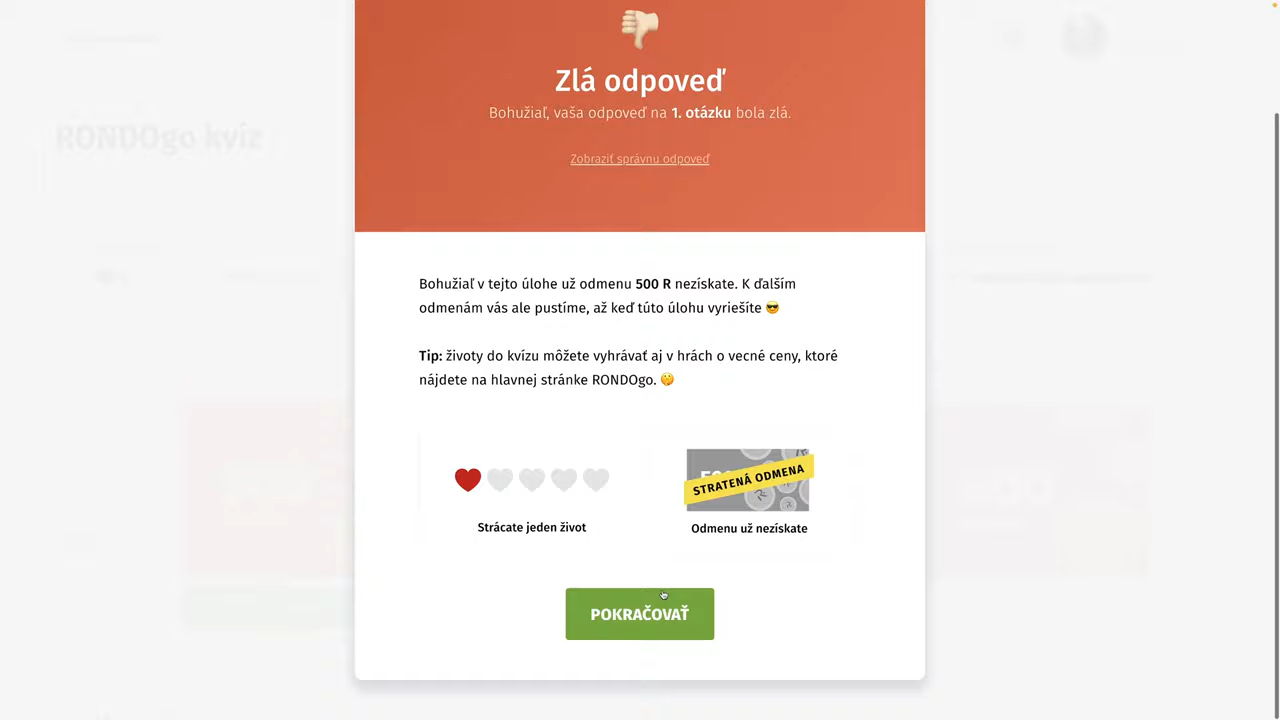 Zlá odpoveď
Bohužiaľ, vaša odpoveď na 1. otázku bola zlá.
Zobraziť správnu odpoveď
RONDOgo kvíz
Bohužiaľ v tejto úlohe už odmenu 500 R nezískate. K ďalším
odmenám vás ale pustíme, až keď túto úlohu vyriešite
Tip: životy do kvízu môžete vyhrávať aj v hrách o vecné ceny, ktoré
nájdete na hlavnej stránke RONDOgo.
STRATENÁ ODMENA
Strácate jeden život
Odmenu už nezískate
POKRAČOVAŤ